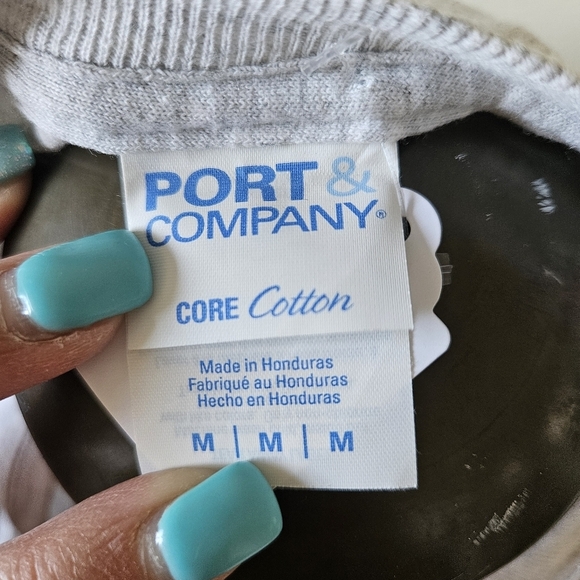 PORT &
COMPANY®
CORE Cotton
Made in Honduras
Fabriqué au Honduras
Hecho en Honduras
M | M | M